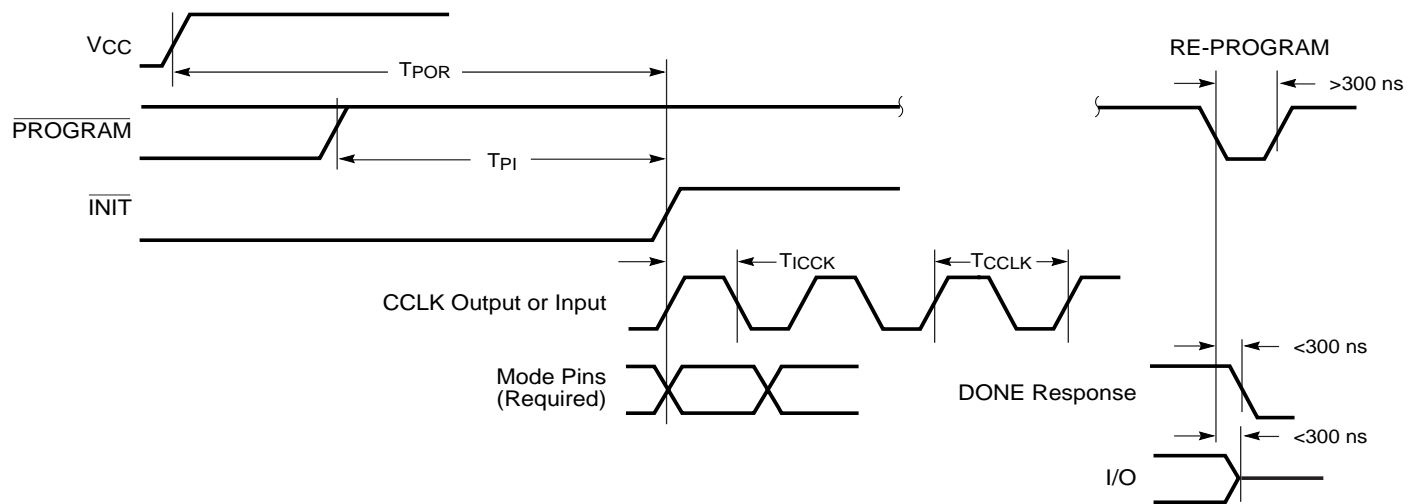 VCC
RE-PROGRAM
TPOR
>300 ns
PROGRAM
TPI
INIT
TICCK
TCCLK
CCLK Output or Input
<300 ns
Mode Pins
(Required)
DONE Response
<300 ns
I/O